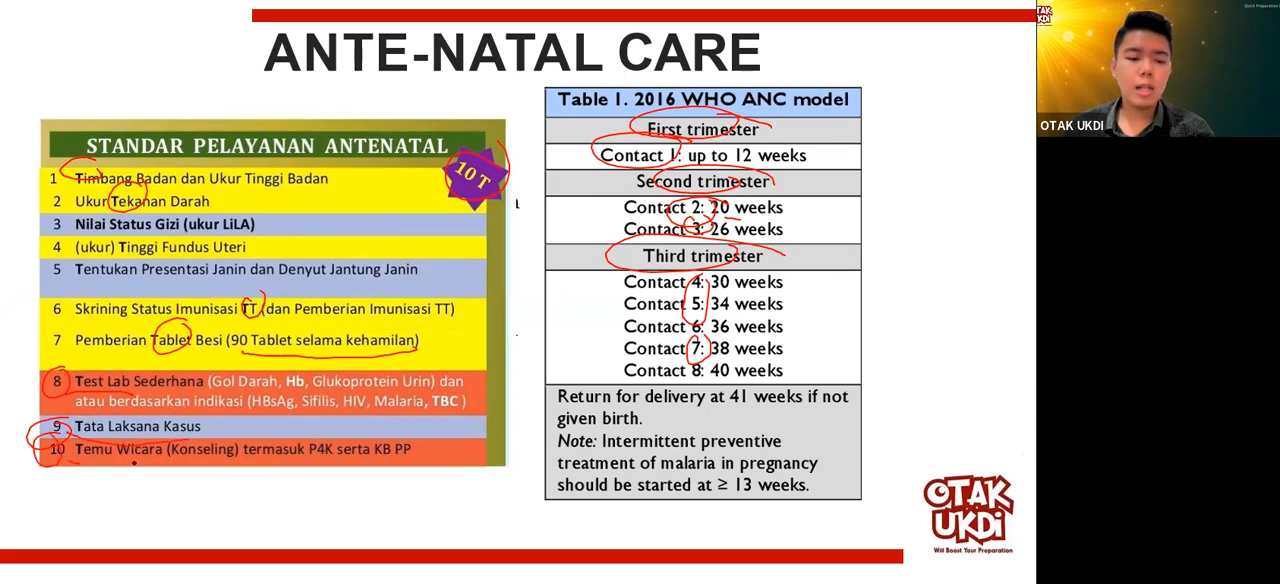 ANTE-NATAL CARE
STANDAR PELAYANAN ANTENATAL
10 T
1 Timbang Badan dan Ukur Tinggi Badan
2 Ukur Tekanan Darah
3 Nilai Status Gizi (ukur LiLA)
4 (ukur) Tinggi Fundus Uteri
5 Tentukan Presentasi Janin dan Denyut Jantung Janin
6 Skrining Status Imunisasi TT (dan Pemberian Imunisasi TT)
7 Pemberian Tablet Besi (90 Tablet selama kehamilan)
8 Test Lab Sederhana (Gol Darah, Hb, Glukoprotein Urin) dan
atau berdasarkan indikasi (HBsAg, Sifilis, HIV, Malaria, TBC )
9 Tata Laksana Kasus
10 Temu Wicara (Konseling) termasuk P4K serta KB PP
Table 1. 2016 WHO ANC model
First trimester
Contact 1: up to 12 weeks
Second trimester
Contact 2: 20 weeks
Contact 3: 26 weeks
Third trimester
Contact 4: 30 weeks
Contact 5: 34 weeks
Contact 6: 36 weeks
Contact 7: 38 weeks
Contact 8: 40 weeks
Return for delivery at 41 weeks if not
given birth.
Note: Intermittent preventive
treatment of malaria in pregnancy
should be started at ≥ 13 weeks.
OTAK
UKDI
Quick Preparation
OTAK UKDI
OTAK
UKDi
Will Boost Your Preparation